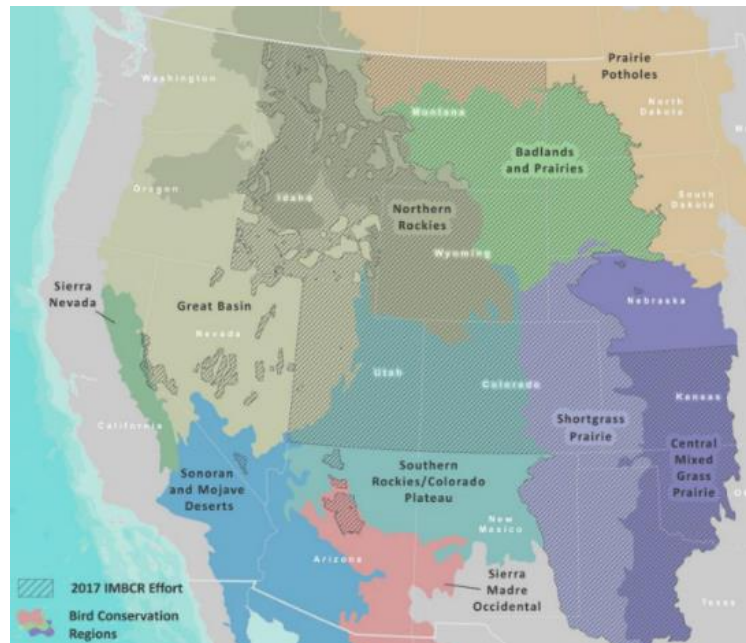 Washington
Prairie
Potholes
North
Dakota
Montana
Badlands
and Prairies
Oregon
Idaho
South
Dakota
Northern
Rockies
Wyoming
Sierra
Nevada
Great Basin
Nevada
Nebraska
Utah
Colorado
Kansas
Shortgrass
Prairie
California
Central
Mixed
Grass
Prairie
Sonoran
and Mojave
Deserts
Southern
Rockies/Colorado
Plateau
New
Mexico
Arizona
Sierra
Madre
Occidental
Texas
2017 IMBCR Effort
Bird Conservation
Regions